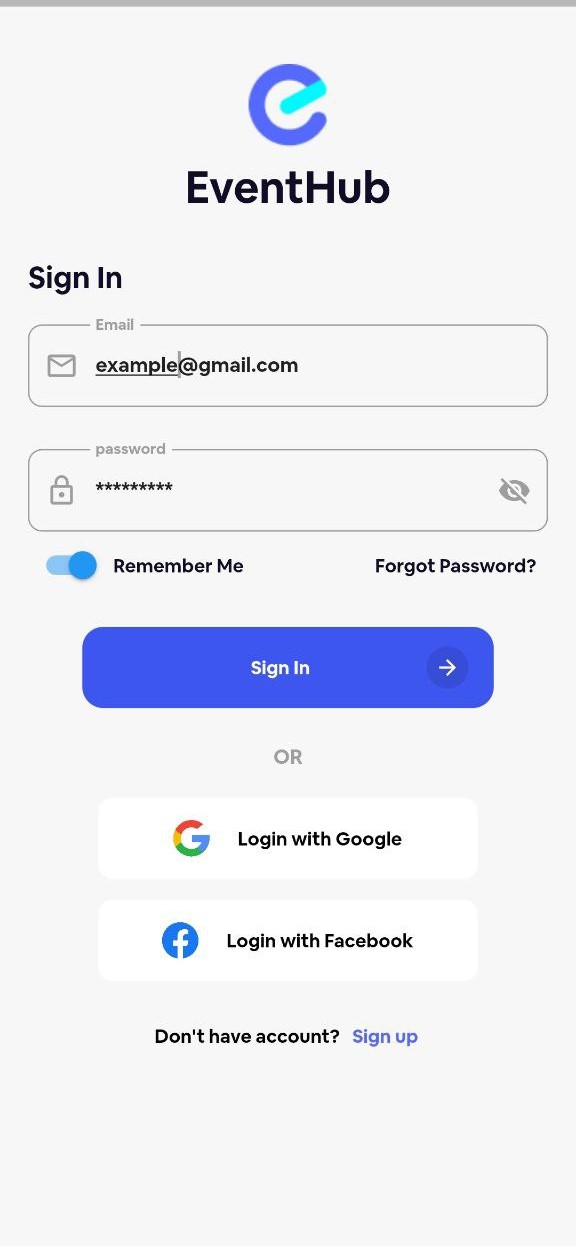 EventHub
Sign In
Email
example@gmail.com
password
*********
Remember Me Forgot Password?
Sign In
OR
Login with Google
Login with Facebook
Don't have account? Sign up